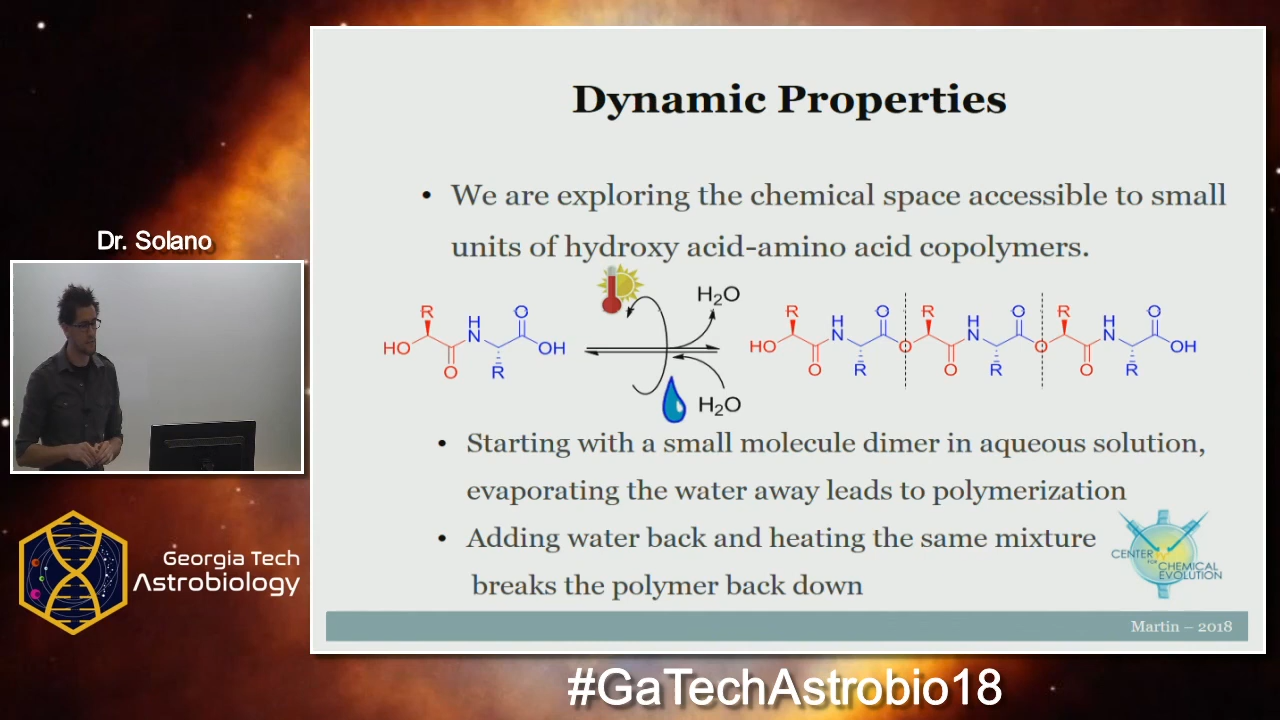 Dynamic Properties
• We are exploring the chemical space accessible to small
units of hydroxy acid-amino acid copolymers.
Dr. Solano
H₂O
R O H N HO OH O R
R O H N HO O R
R O H N O O R
R O H N O OH R
H₂O
• Starting with a small molecule dimer in aqueous solution,
evaporating the water away leads to polymerization
• Adding water back and heating the same mixture
breaks the polymer back down
CENTER FOR CHEMICAL EVOLUTION
Georgia Tech
Astrobiology
Martin – 2018
#GaTechAstrobio18